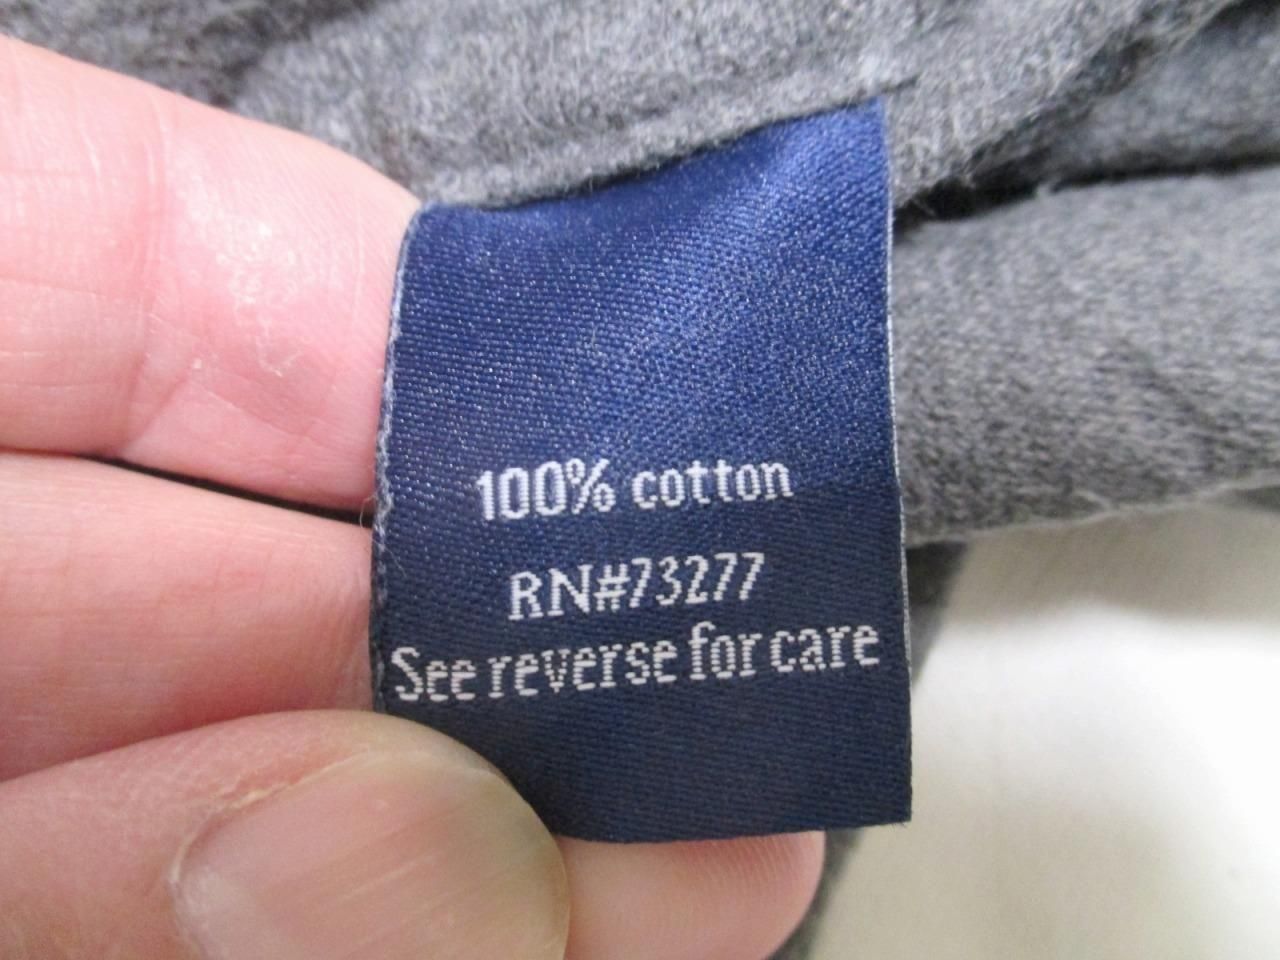 100% cotton
RN#73277
See reverse for care